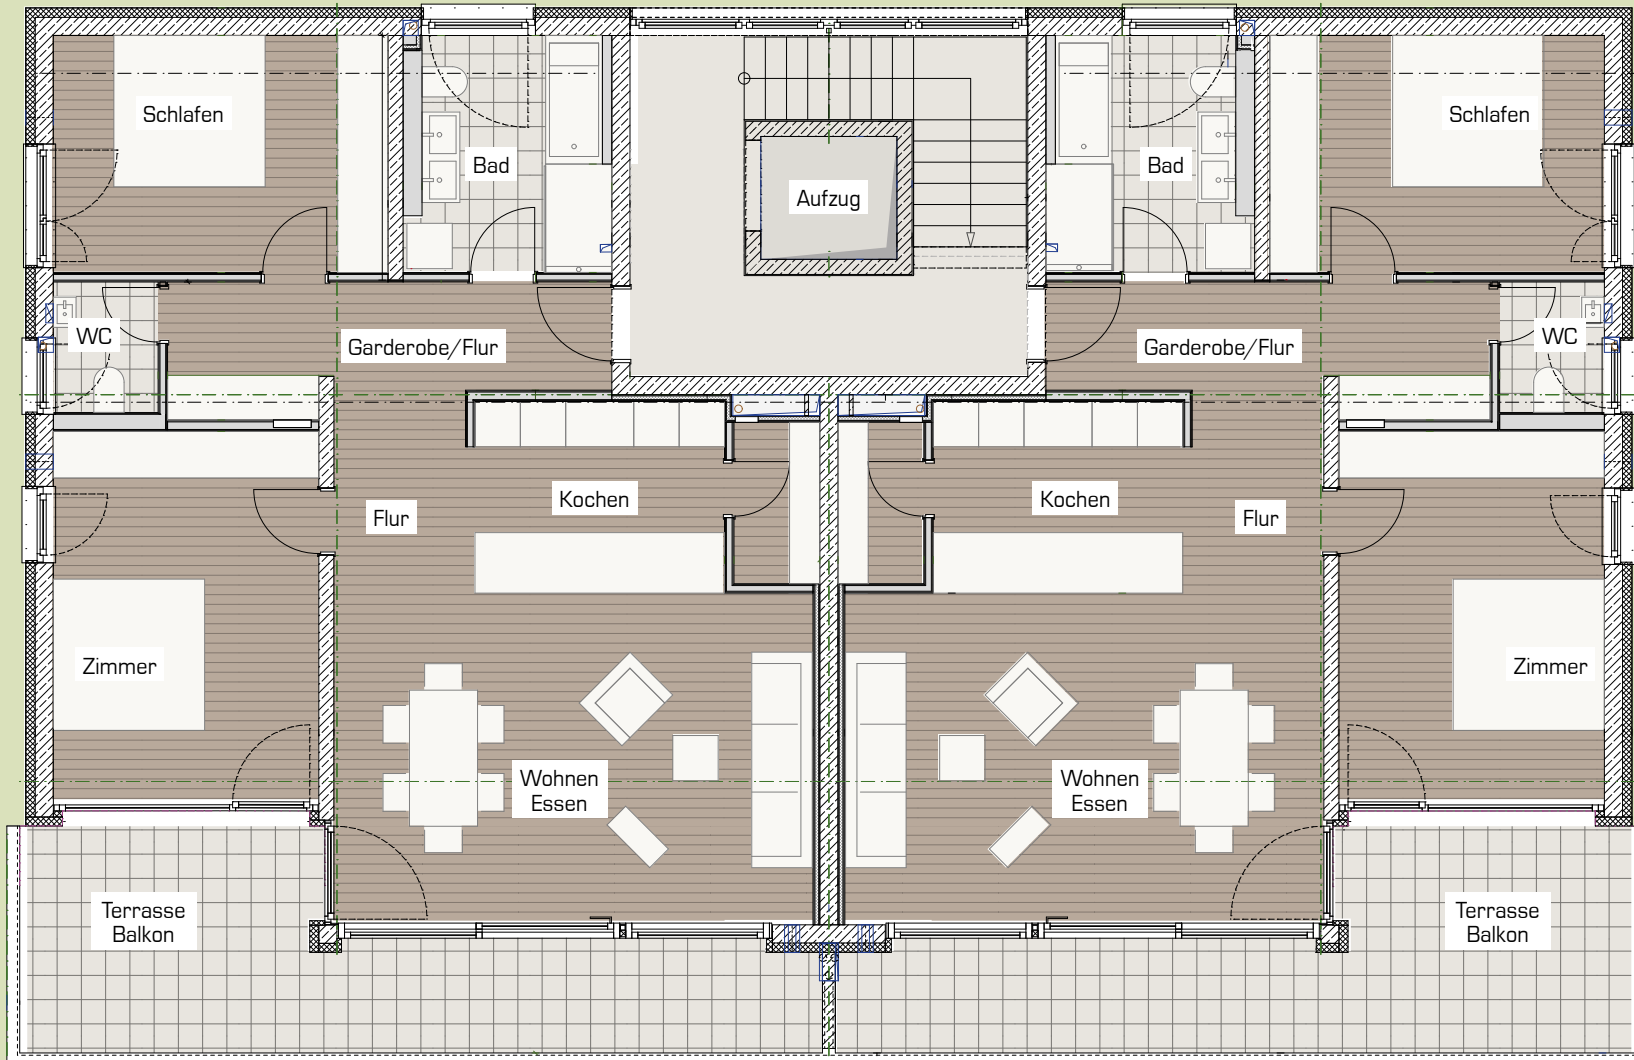 Schlafen
Schlafen
Bad
Bad
Aufzug
WC
Garderobe/Flur
Garderobe/Flur
WC
Kochen
Kochen
Flur
Flur
Zimmer
Zimmer
Wohnen
Essen
Wohnen
Essen
Terrasse
Balkon
Terrasse
Balkon